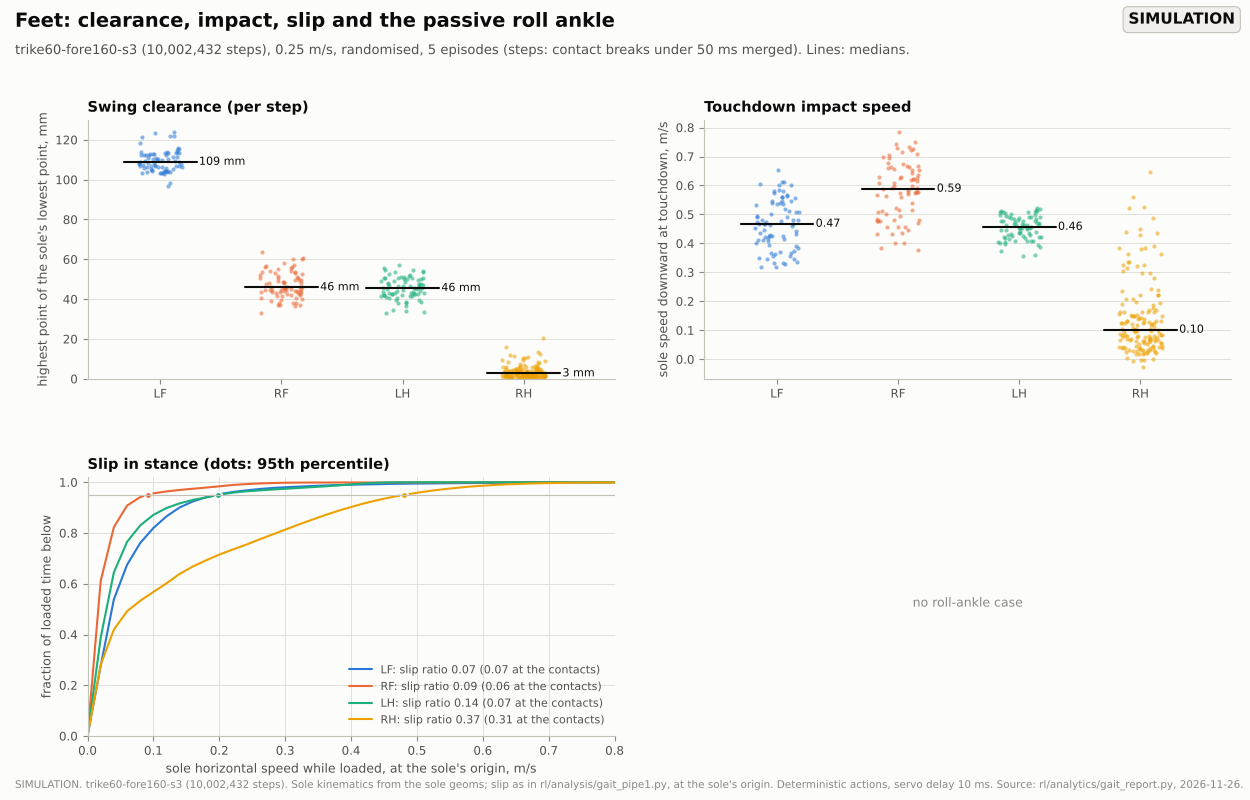 Feet: clearance, impact, slip and the passive roll ankle
SIMULATION
trike60-fore160-s3 (10,002,432 steps), 0.25 m/s, randomised, 5 episodes (steps: contact breaks under 50 ms merged). Lines: medians.
Swing clearance (per step)
highest point of the sole's lowest point, mm
120
100
80
60
40
20
0
109 mm
46 mm
46 mm
3 mm
LF
RF
LH
RH
Touchdown impact speed
sole speed downward at touchdown, m/s
0.8
0.7
0.6
0.5
0.4
0.3
0.2
0.1
0.0
0.47
0.59
0.46
0.10
LF
RF
LH
RH
Slip in stance (dots: 95th percentile)
fraction of loaded time below
1.0
0.8
0.6
0.4
0.2
0.0
LF: slip ratio 0.07 (0.07 at the contacts)
RF: slip ratio 0.09 (0.06 at the contacts)
LH: slip ratio 0.14 (0.07 at the contacts)
RH: slip ratio 0.37 (0.31 at the contacts)
0.0
0.1
0.2
0.3
0.4
0.5
0.6
0.7
0.8
sole horizontal speed while loaded, at the sole's origin, m/s
no roll-ankle case
SIMULATION. trike60-fore160-s3 (10,002,432 steps). Sole kinematics from the sole geoms; slip as in rl/analysis/gait_pipe1.py, at the sole's origin. Deterministic actions, servo delay 10 ms. Source: rl/analytics/gait_report.py, 2026-11-26.